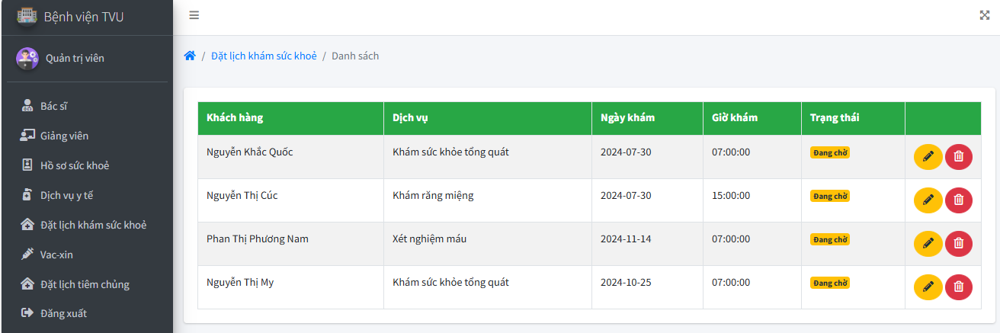 Bệnh viện TVU
Quản trị viên
Bác sĩ
Giảng viên
Hồ sơ sức khoẻ
Dịch vụ y tế
Đặt lịch khám sức khoẻ
Vac-xin
Đặt lịch tiêm chủng
Đăng xuất
/ Đặt lịch khám sức khoẻ / Danh sách
Khách hàng Dịch vụ Ngày khám Giờ khám Trạng thái
Nguyễn Khắc Quốc Khám sức khỏe tổng quát 2024-07-30 07:00:00 Đang chờ
Nguyễn Thị Cúc Khám răng miệng 2024-07-30 15:00:00 Đang chờ
Phan Thị Phương Nam Xét nghiệm máu 2024-11-14 07:00:00 Đang chờ
Nguyễn Thị My Khám sức khỏe tổng quát 2024-10-25 07:00:00 Đang chờ